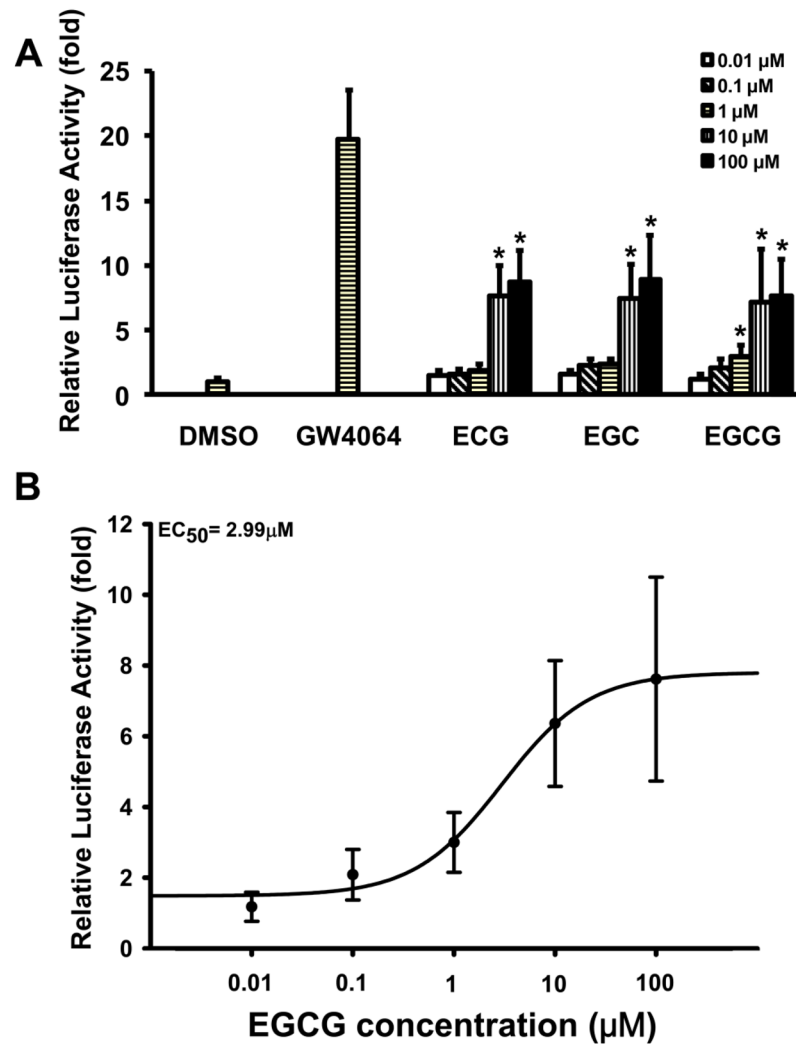 A
Relative Luciferase Activity (fold)
25
20
15
10
5
0
0.01 µM
0.1 µM
1 µM
10 µM
100 µM
* * * * * * *
DMSO GW4064 ECG EGC EGCG
B
Relative Luciferase Activity (fold)
EC50= 2.99µM
12
10
8
6
4
2
0
0.01 0.1 1 10 100
EGCG concentration (µM)